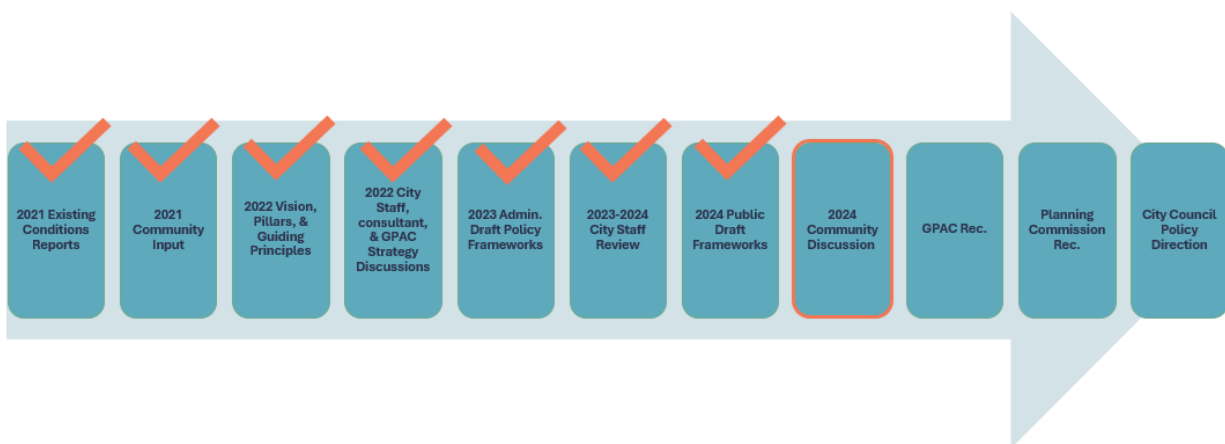 2021 Existing
Conditions
Reports
2021
Community
Input
2022 Vision,
Pillars, &
Guiding
Principles
2022 City
Staff,
consultant,
& GPAC
Strategy
Discussions
2023 Admin.
Draft Policy
Frameworks
2023-2024
City Staff
Review
2024 Public
Draft
Frameworks
2024
Community
Discussion
GPAC Rec.
Planning
Commission
Rec.
City Council
Policy
Direction